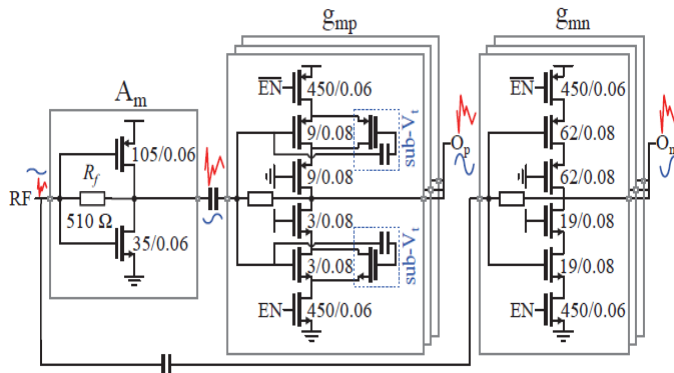 g_mp
g_mn
A_m
EN
450/0.06
EN
450/0.06
105/0.06
9/0.08
sub-V_t
O_p
62/0.08
O_n
R_f
9/0.08
62/0.08
RF
510 Ω
3/0.08
19/0.08
35/0.06
3/0.08
sub-V_t
19/0.08
EN
450/0.06
EN
450/0.06